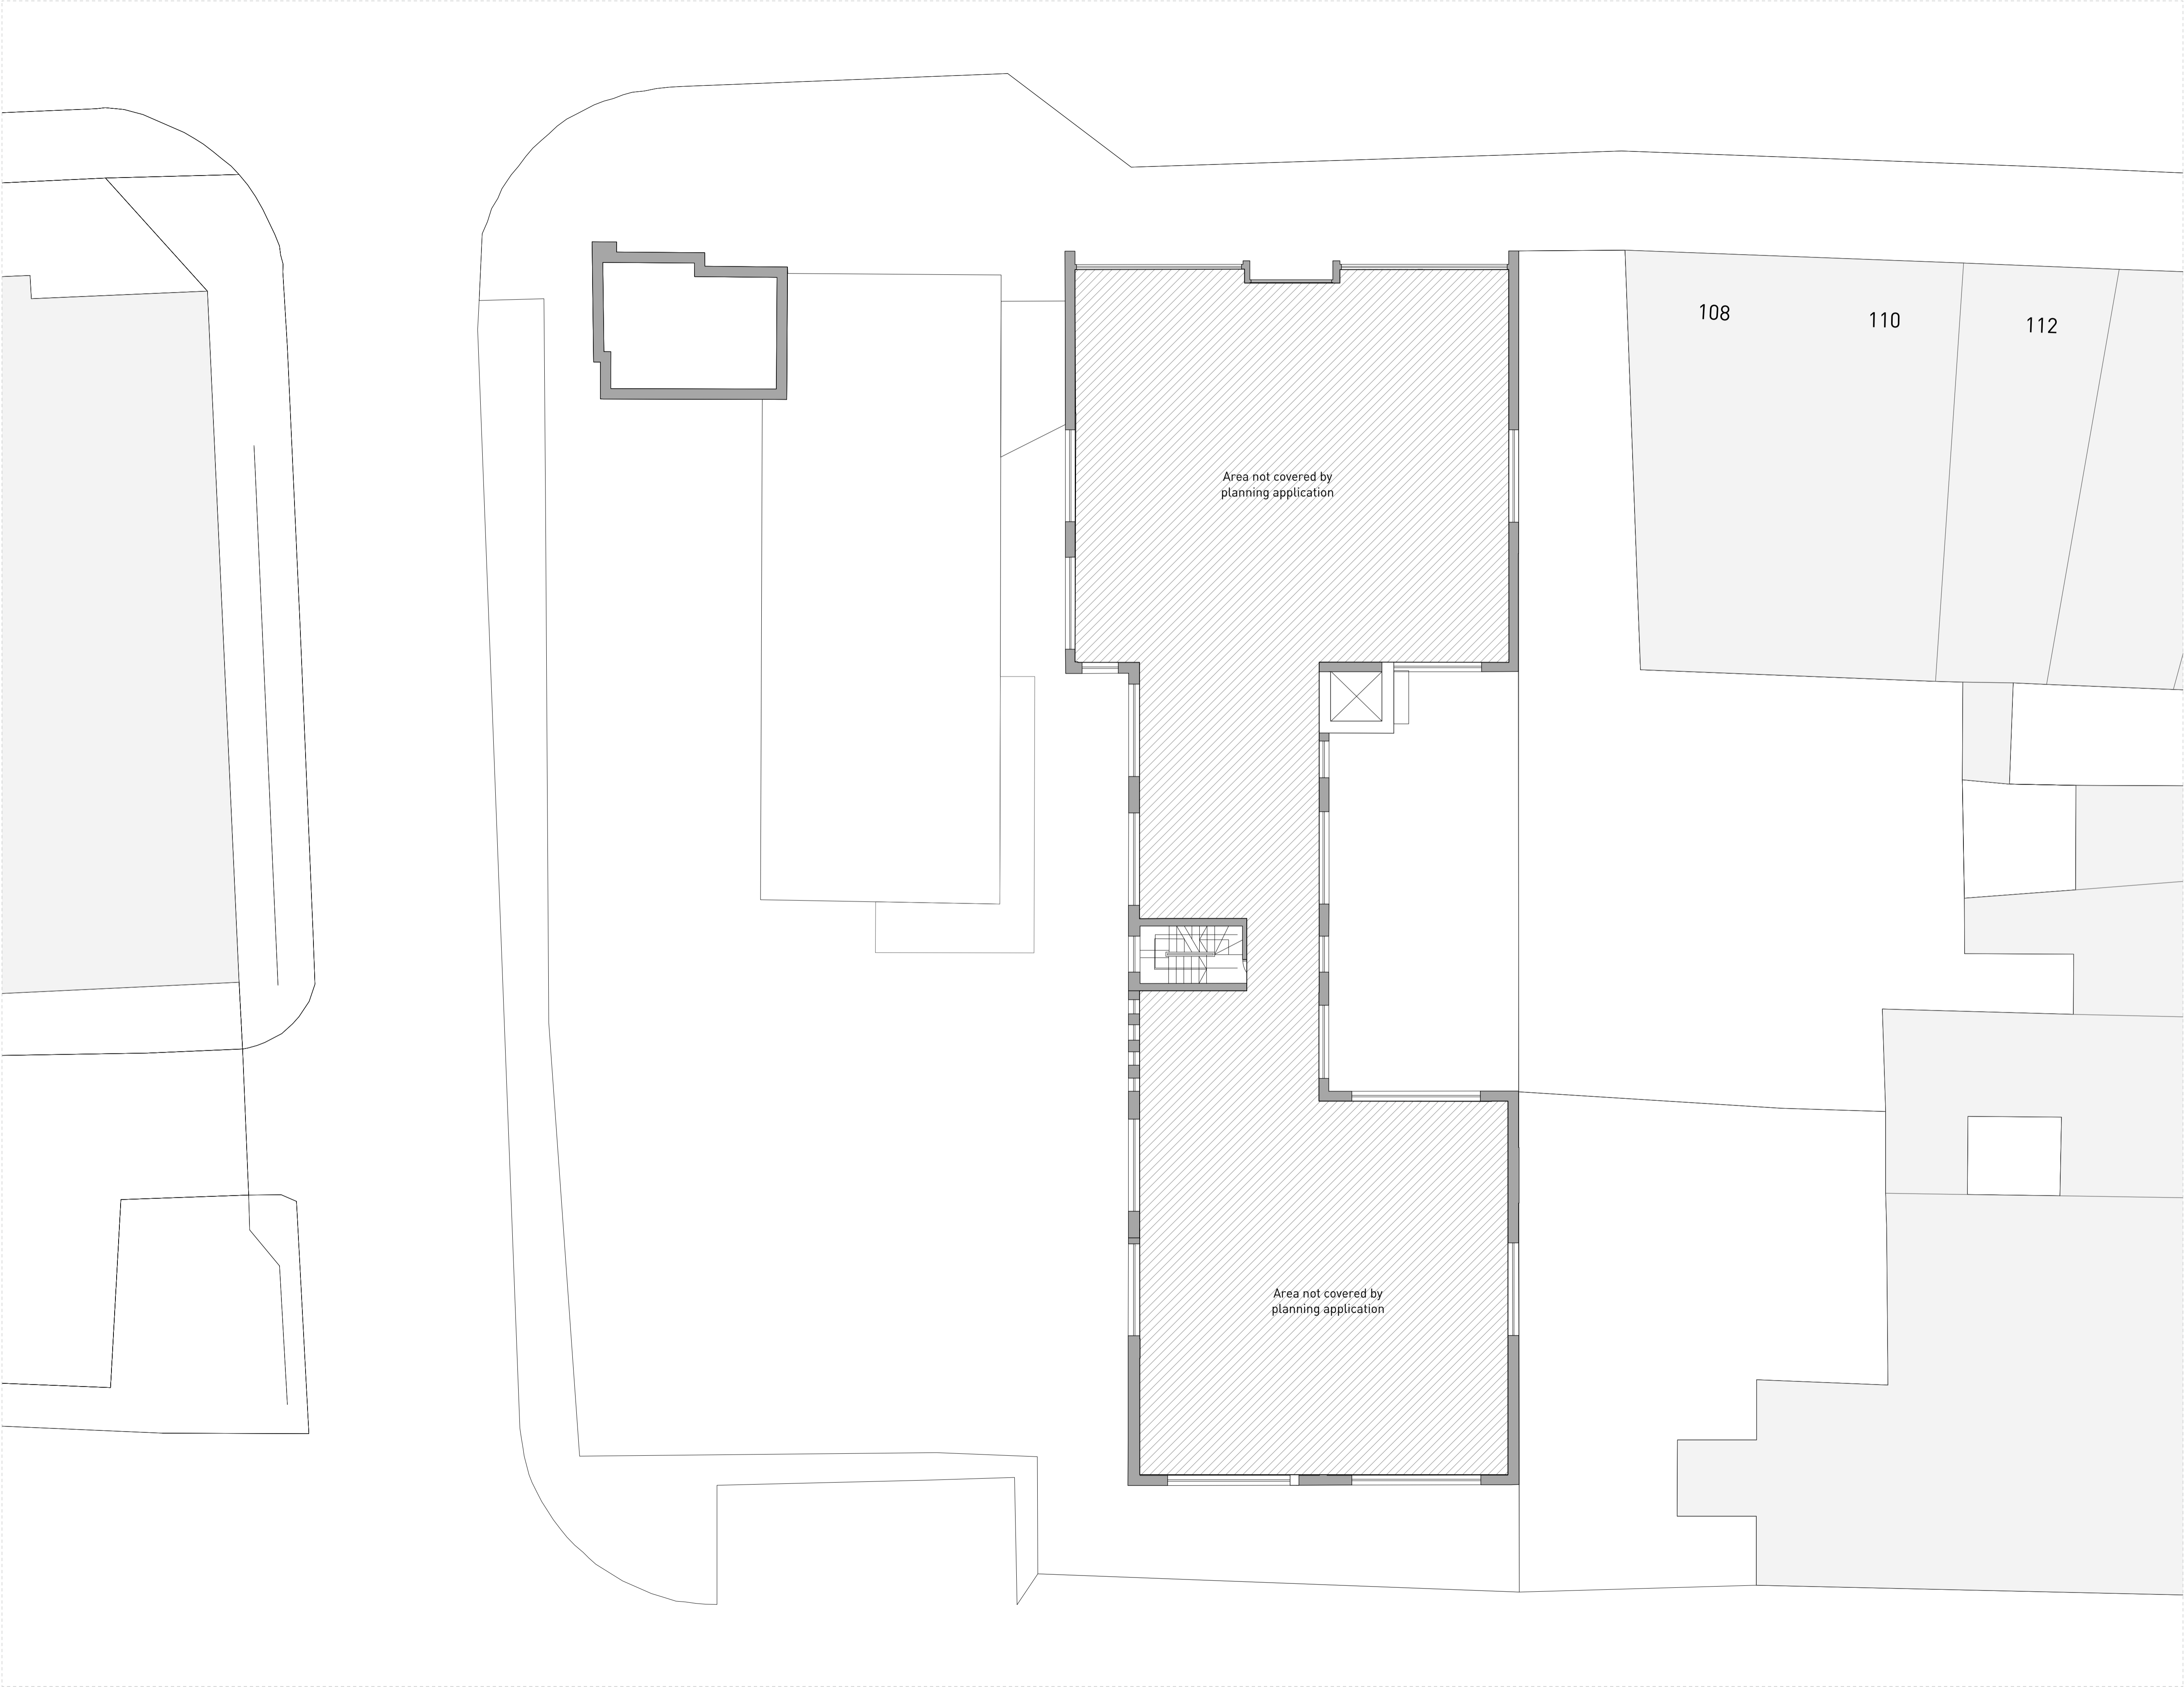 108
110
112
Area not covered by
planning application
Area not covered by
planning application